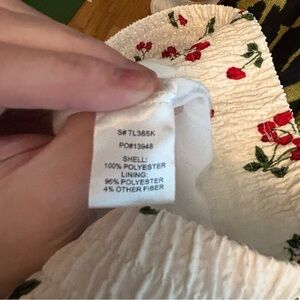 S# TL365K
PO#13948
SHELL:
100% POLYESTER
LINING:
96% POLYESTER
4% OTHER FIBER